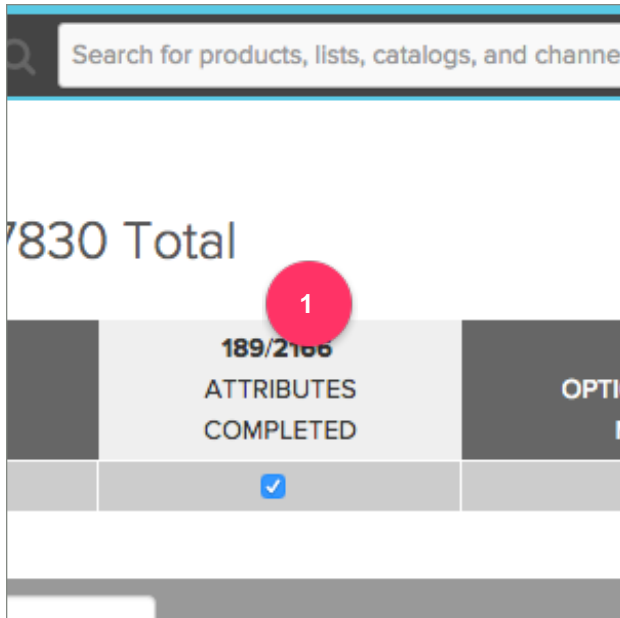 Search for products, lists, catalogs, and channe
7830 Total
1
189/2166
ATTRIBUTES
COMPLETED
OPTI